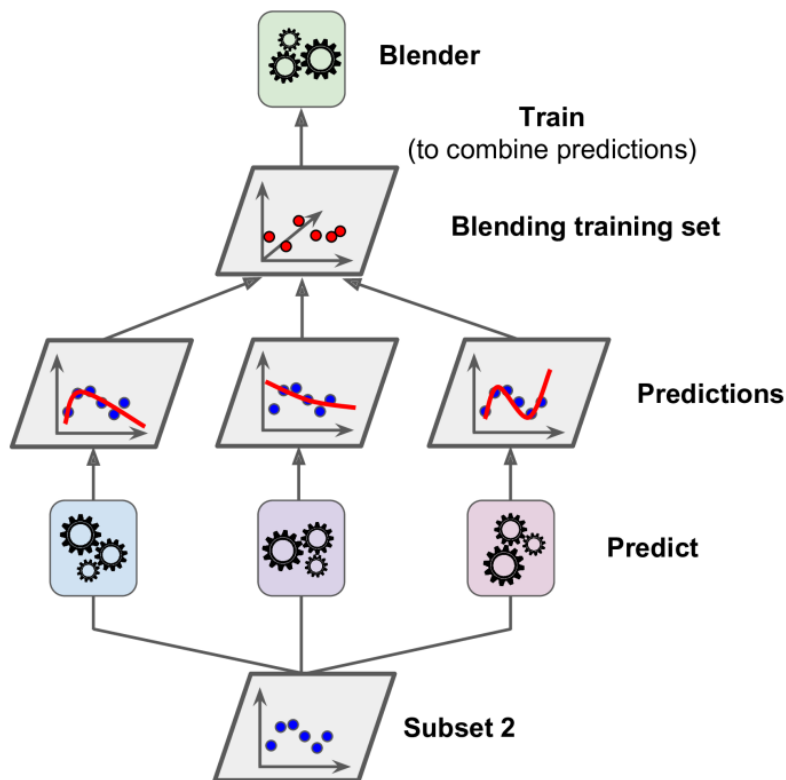 Blender
Train
(to combine predictions)
Blending training set
Predictions
Predict
Subset 2